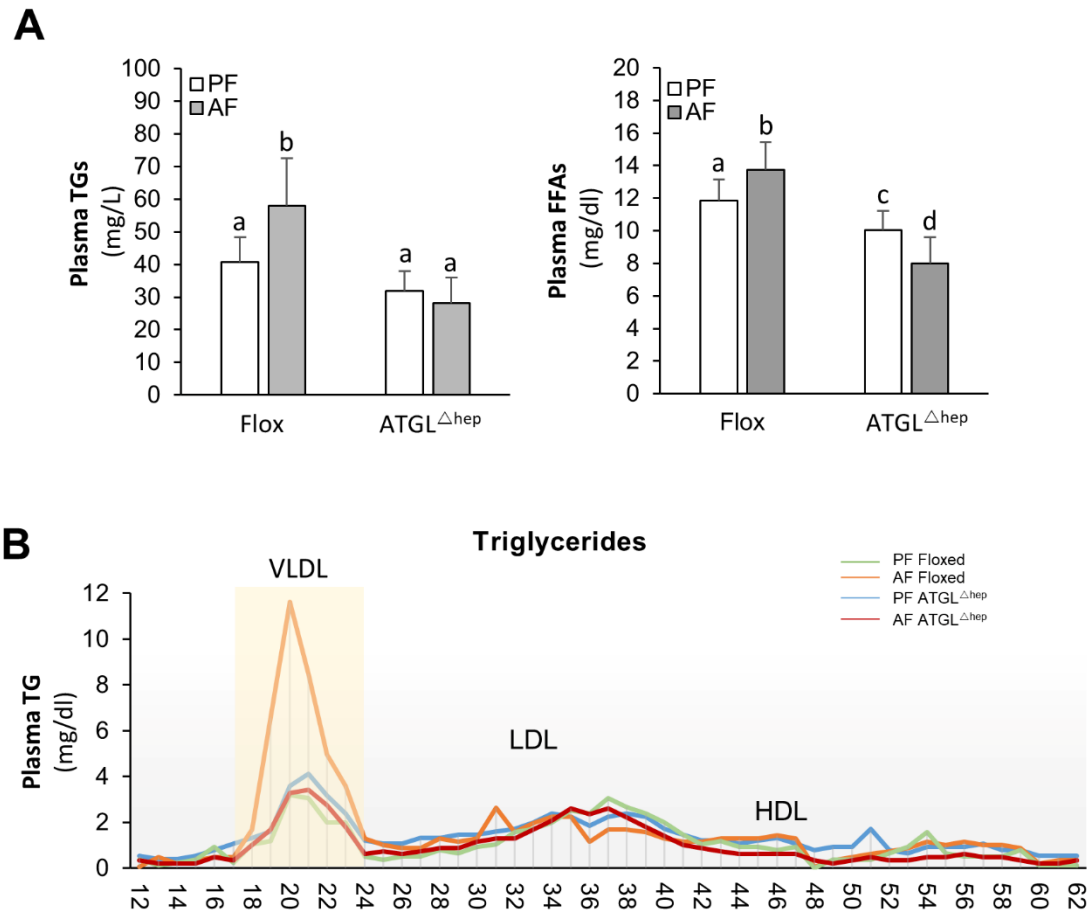 A
100
90
80
70
60
50
40
30
20
10
0
Plasma TGs
(mg/L)
PF
AF
a
b
a
a
Flox
ATGL△hep
20
18
16
14
12
10
8
6
4
2
0
Plasma FFAs
(mg/dl)
PF
AF
a
b
c
d
Flox
ATGL△hep
B
Triglycerides
VLDL
LDL
HDL
PF Floxed
AF Floxed
PF ATGL△hep
AF ATGL△hep
12
10
8
6
4
2
0
Plasma TG
(mg/dl)
12 14 16 18 20 22 24 26 28 30 32 34 36 38 40 42 44 46 48 50 52 54 56 58 60 62